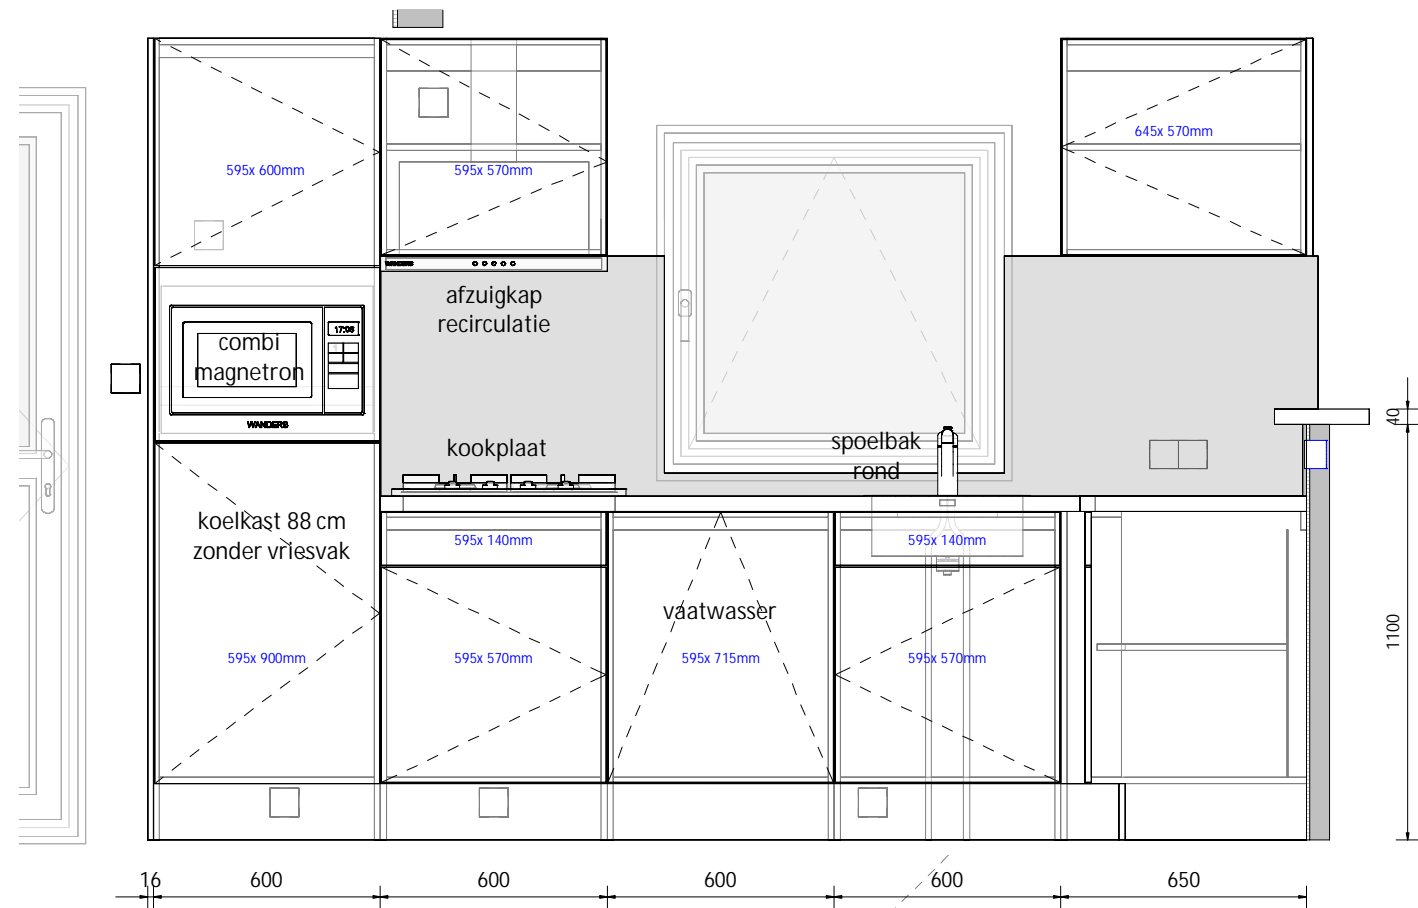 645x 570mm
595x 600mm
595x 570mm
WANDERS
afzuigkap
recirculatie
17:08
combi
magnetron
WANDERS
40
kookplaat
spoelbak
rond
koelkast 88 cm
zonder vriesvak
595x 140mm
595x 140mm
vaatwasser
1100
595x 900mm
595x 570mm
595x 715mm
595x 570mm
16
600
600
600
600
650